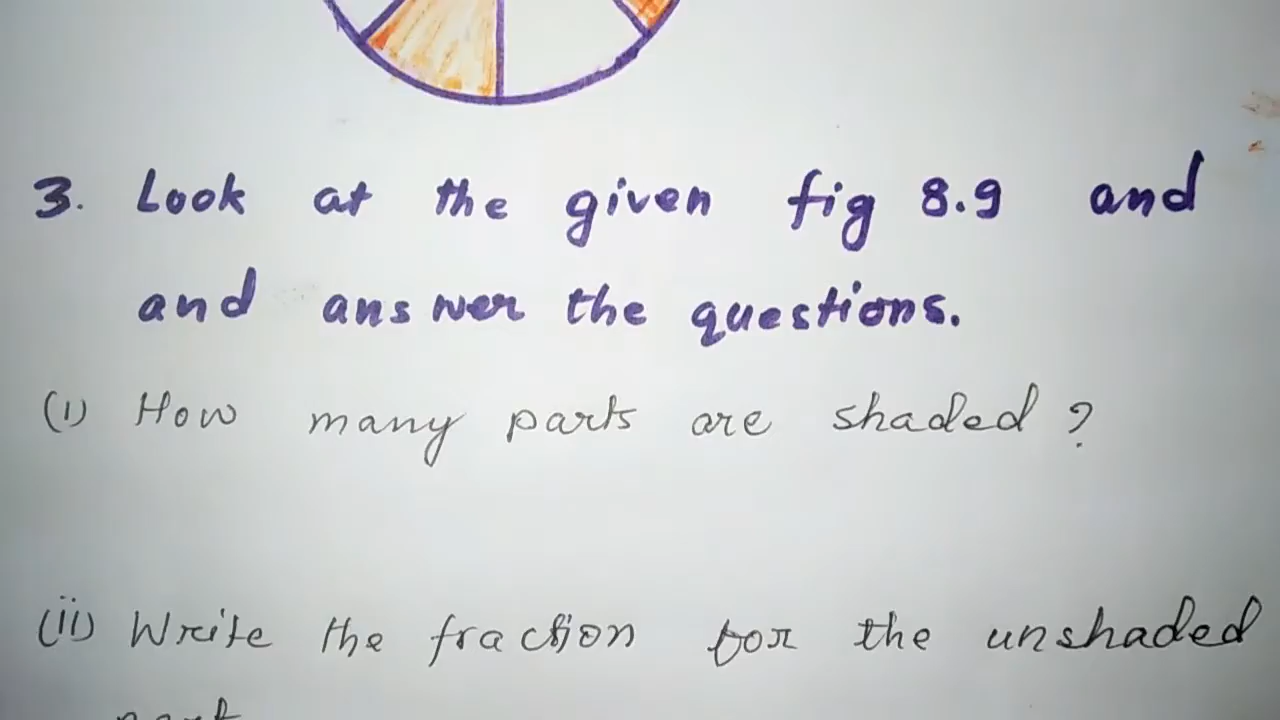 3. Look at the given fig 8.9 and
and answer the questions.
(i) How many parts are shaded?
(ii) Write the fraction for the unshaded
part